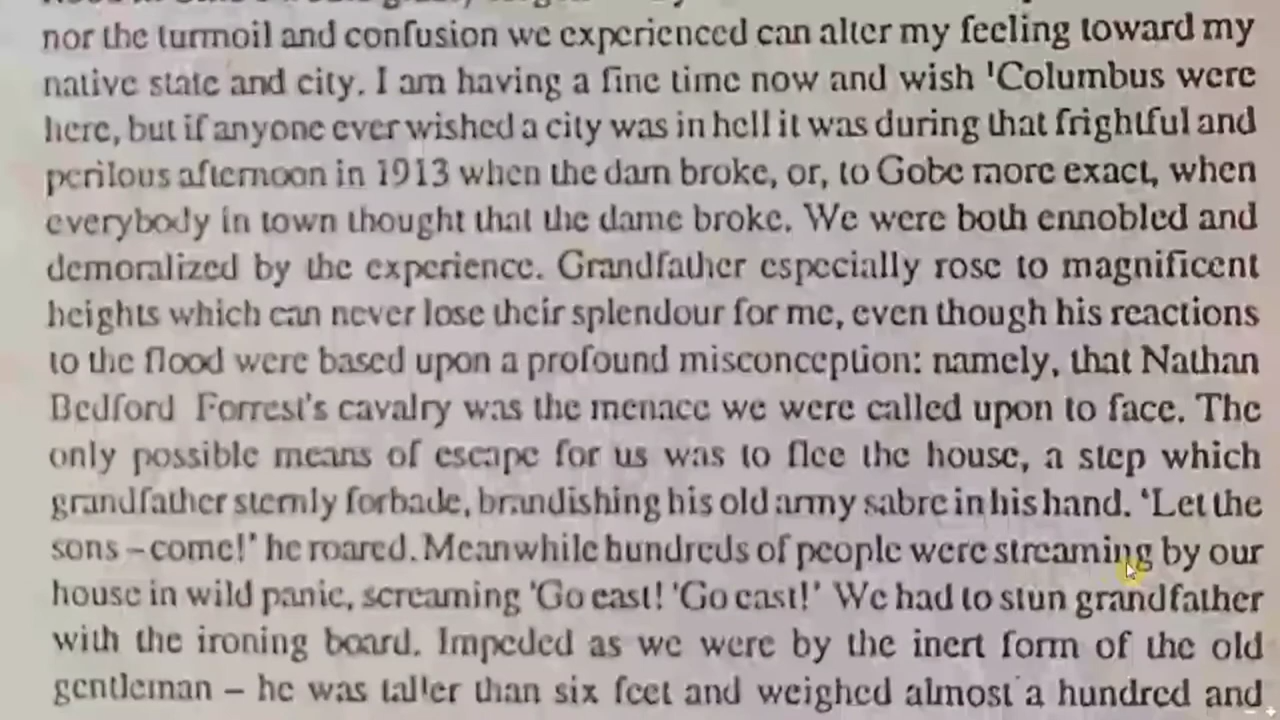 nor the turmoil and confusion we experienced can alter my feeling toward my
native state and city. I am having a fine time now and wish 'Columbus were
here, but if anyone ever wished a city was in hell it was during that frightful and
perilous afternoon in 1913 when the dam broke, or, to Gobe more exact, when
everybody in town thought that the dame broke. We were both ennobled and
demoralized by the experience. Grandfather especially rose to magnificent
heights which can never lose their splendour for me, even though his reactions
to the flood were based upon a profound misconception: namely, that Nathan
Bedford Forrest's cavalry was the menace we were called upon to face. The
only possible means of escape for us was to flee the house, a step which
grandfather sternly forbade, brandishing his old army sabre in his hand. 'Let the
sons – come!' he roared. Meanwhile hundreds of people were streaming by our
house in wild panic, screaming 'Go east! 'Go east!' We had to stun grandfather
with the ironing board. Impeded as we were by the inert form of the old
gentleman – he was taller than six feet and weighed almost a hundred and